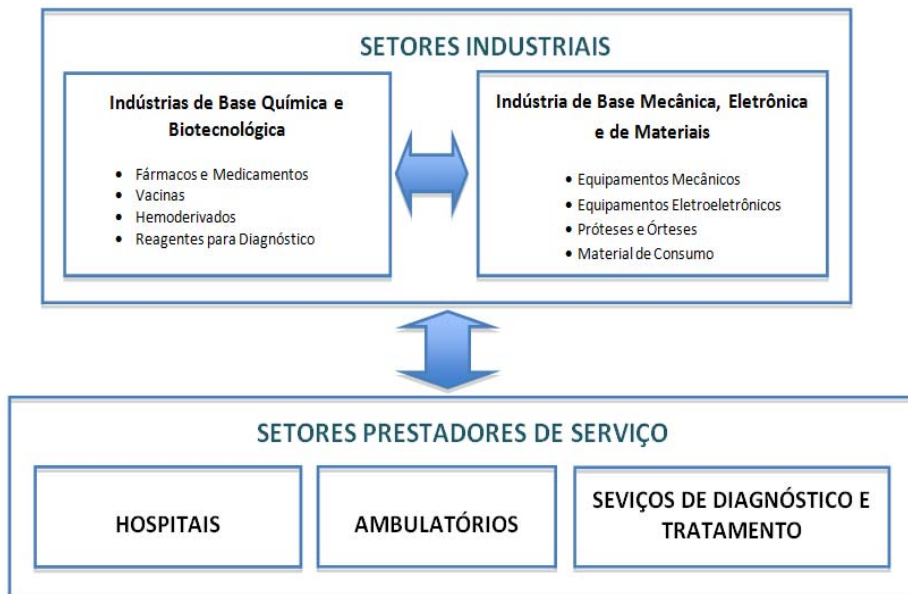 SETORES INDUSTRIAIS
Indústrias de Base Química e
Biotecnológica
• Fármacos e Medicamentos
• Vacinas
• Hemoderivados
• Reagentes para Diagnóstico
Indústria de Base Mecânica, Eletrônica
e de Materiais
• Equipamentos Mecânicos
• Equipamentos Eletroeletrônicos
• Próteses e Órteses
• Material de Consumo
SETORES PRESTADORES DE SERVIÇO
HOSPITAIS
AMBULATÓRIOS
SEVIÇOS DE DIAGNÓSTICO E
TRATAMENTO